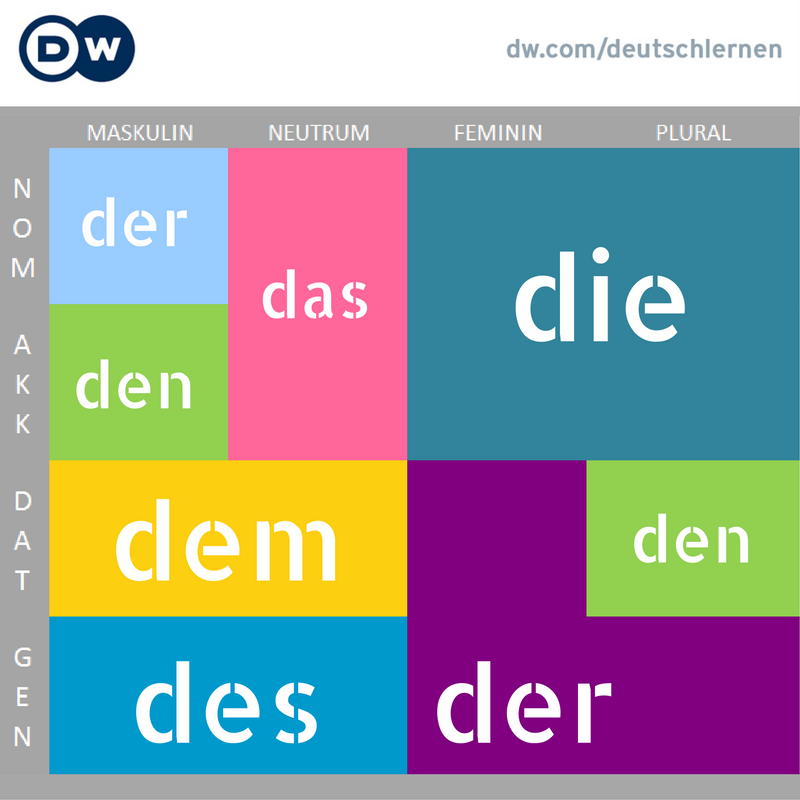 DW
dw.com/deutschlernen
MASKULIN NEUTRUM FEMININ PLURAL
NOM
der
das
die
AKK
den
DAT
dem
den
GEN
des
der